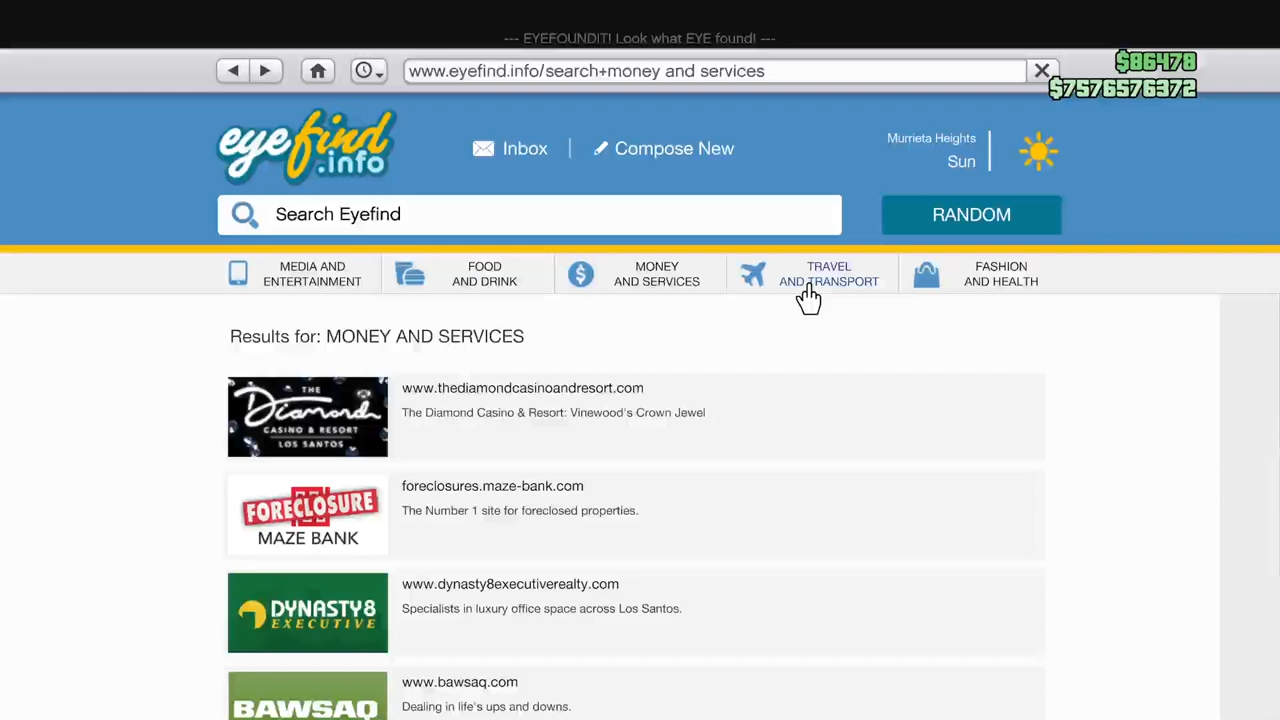 --- EYEFOUNDIT! Look what EYE found! ---
www.eyefind.info/search+money and services
$86478
$7576576372
eyefind
.info
Inbox
Compose New
Murrieta Heights
Sun
Search Eyefind
RANDOM
MEDIA AND
ENTERTAINMENT
FOOD
AND DRINK
MONEY
AND SERVICES
TRAVEL
AND TRANSPORT
FASHION
AND HEALTH
Results for: MONEY AND SERVICES
THE
Diamond
CASINO & RESORT
LOS SANTOS
www.thediamondcasinoandresort.com
The Diamond Casino & Resort: Vinewood's Crown Jewel
FORECLOSURE
MAZE BANK
foreclosures.maze-bank.com
The Number 1 site for foreclosed properties.
DYNASTY8
EXECUTIVE
www.dynasty8executiverealty.com
Specialists in luxury office space across Los Santos.
BAWSAQ
www.bawsaq.com
Dealing in life's ups and downs.